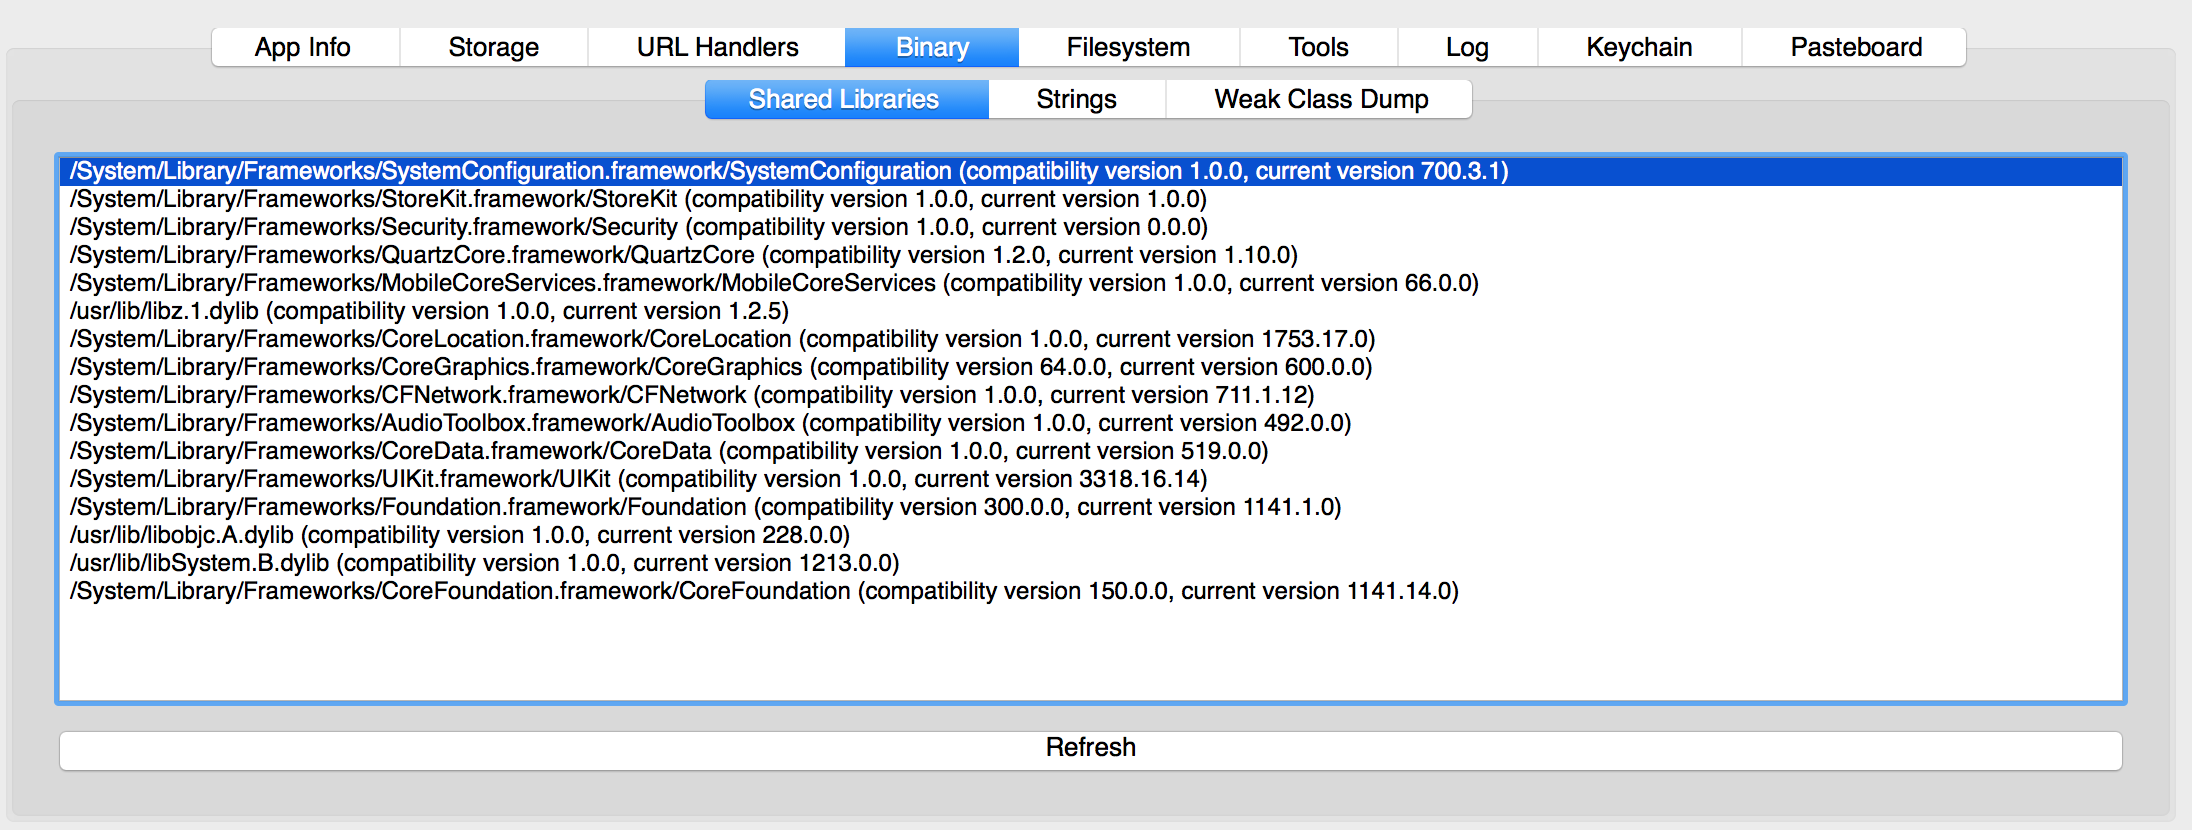 App Info Storage URL Handlers Binary Filesystem Tools Log Keychain Pasteboard
Shared Libraries Strings Weak Class Dump
/System/Library/Frameworks/SystemConfiguration.framework/SystemConfiguration (compatibility version 1.0.0, current version 700.3.1)
/System/Library/Frameworks/StoreKit.framework/StoreKit (compatibility version 1.0.0, current version 1.0.0)
/System/Library/Frameworks/Security.framework/Security (compatibility version 1.0.0, current version 0.0.0)
/System/Library/Frameworks/QuartzCore.framework/QuartzCore (compatibility version 1.2.0, current version 1.10.0)
/System/Library/Frameworks/MobileCoreServices.framework/MobileCoreServices (compatibility version 1.0.0, current version 66.0.0)
/usr/lib/libz.1.dylib (compatibility version 1.0.0, current version 1.2.5)
/System/Library/Frameworks/CoreLocation.framework/CoreLocation (compatibility version 1.0.0, current version 1753.17.0)
/System/Library/Frameworks/CoreGraphics.framework/CoreGraphics (compatibility version 64.0.0, current version 600.0.0)
/System/Library/Frameworks/CFNetwork.framework/CFNetwork (compatibility version 1.0.0, current version 711.1.12)
/System/Library/Frameworks/AudioToolbox.framework/AudioToolbox (compatibility version 1.0.0, current version 492.0.0)
/System/Library/Frameworks/CoreData.framework/CoreData (compatibility version 1.0.0, current version 519.0.0)
/System/Library/Frameworks/UIKit.framework/UIKit (compatibility version 1.0.0, current version 3318.16.14)
/System/Library/Frameworks/Foundation.framework/Foundation (compatibility version 300.0.0, current version 1141.1.0)
/usr/lib/libobjc.A.dylib (compatibility version 1.0.0, current version 228.0.0)
/usr/lib/libSystem.B.dylib (compatibility version 1.0.0, current version 1213.0.0)
/System/Library/Frameworks/CoreFoundation.framework/CoreFoundation (compatibility version 150.0.0, current version 1141.14.0)
Refresh